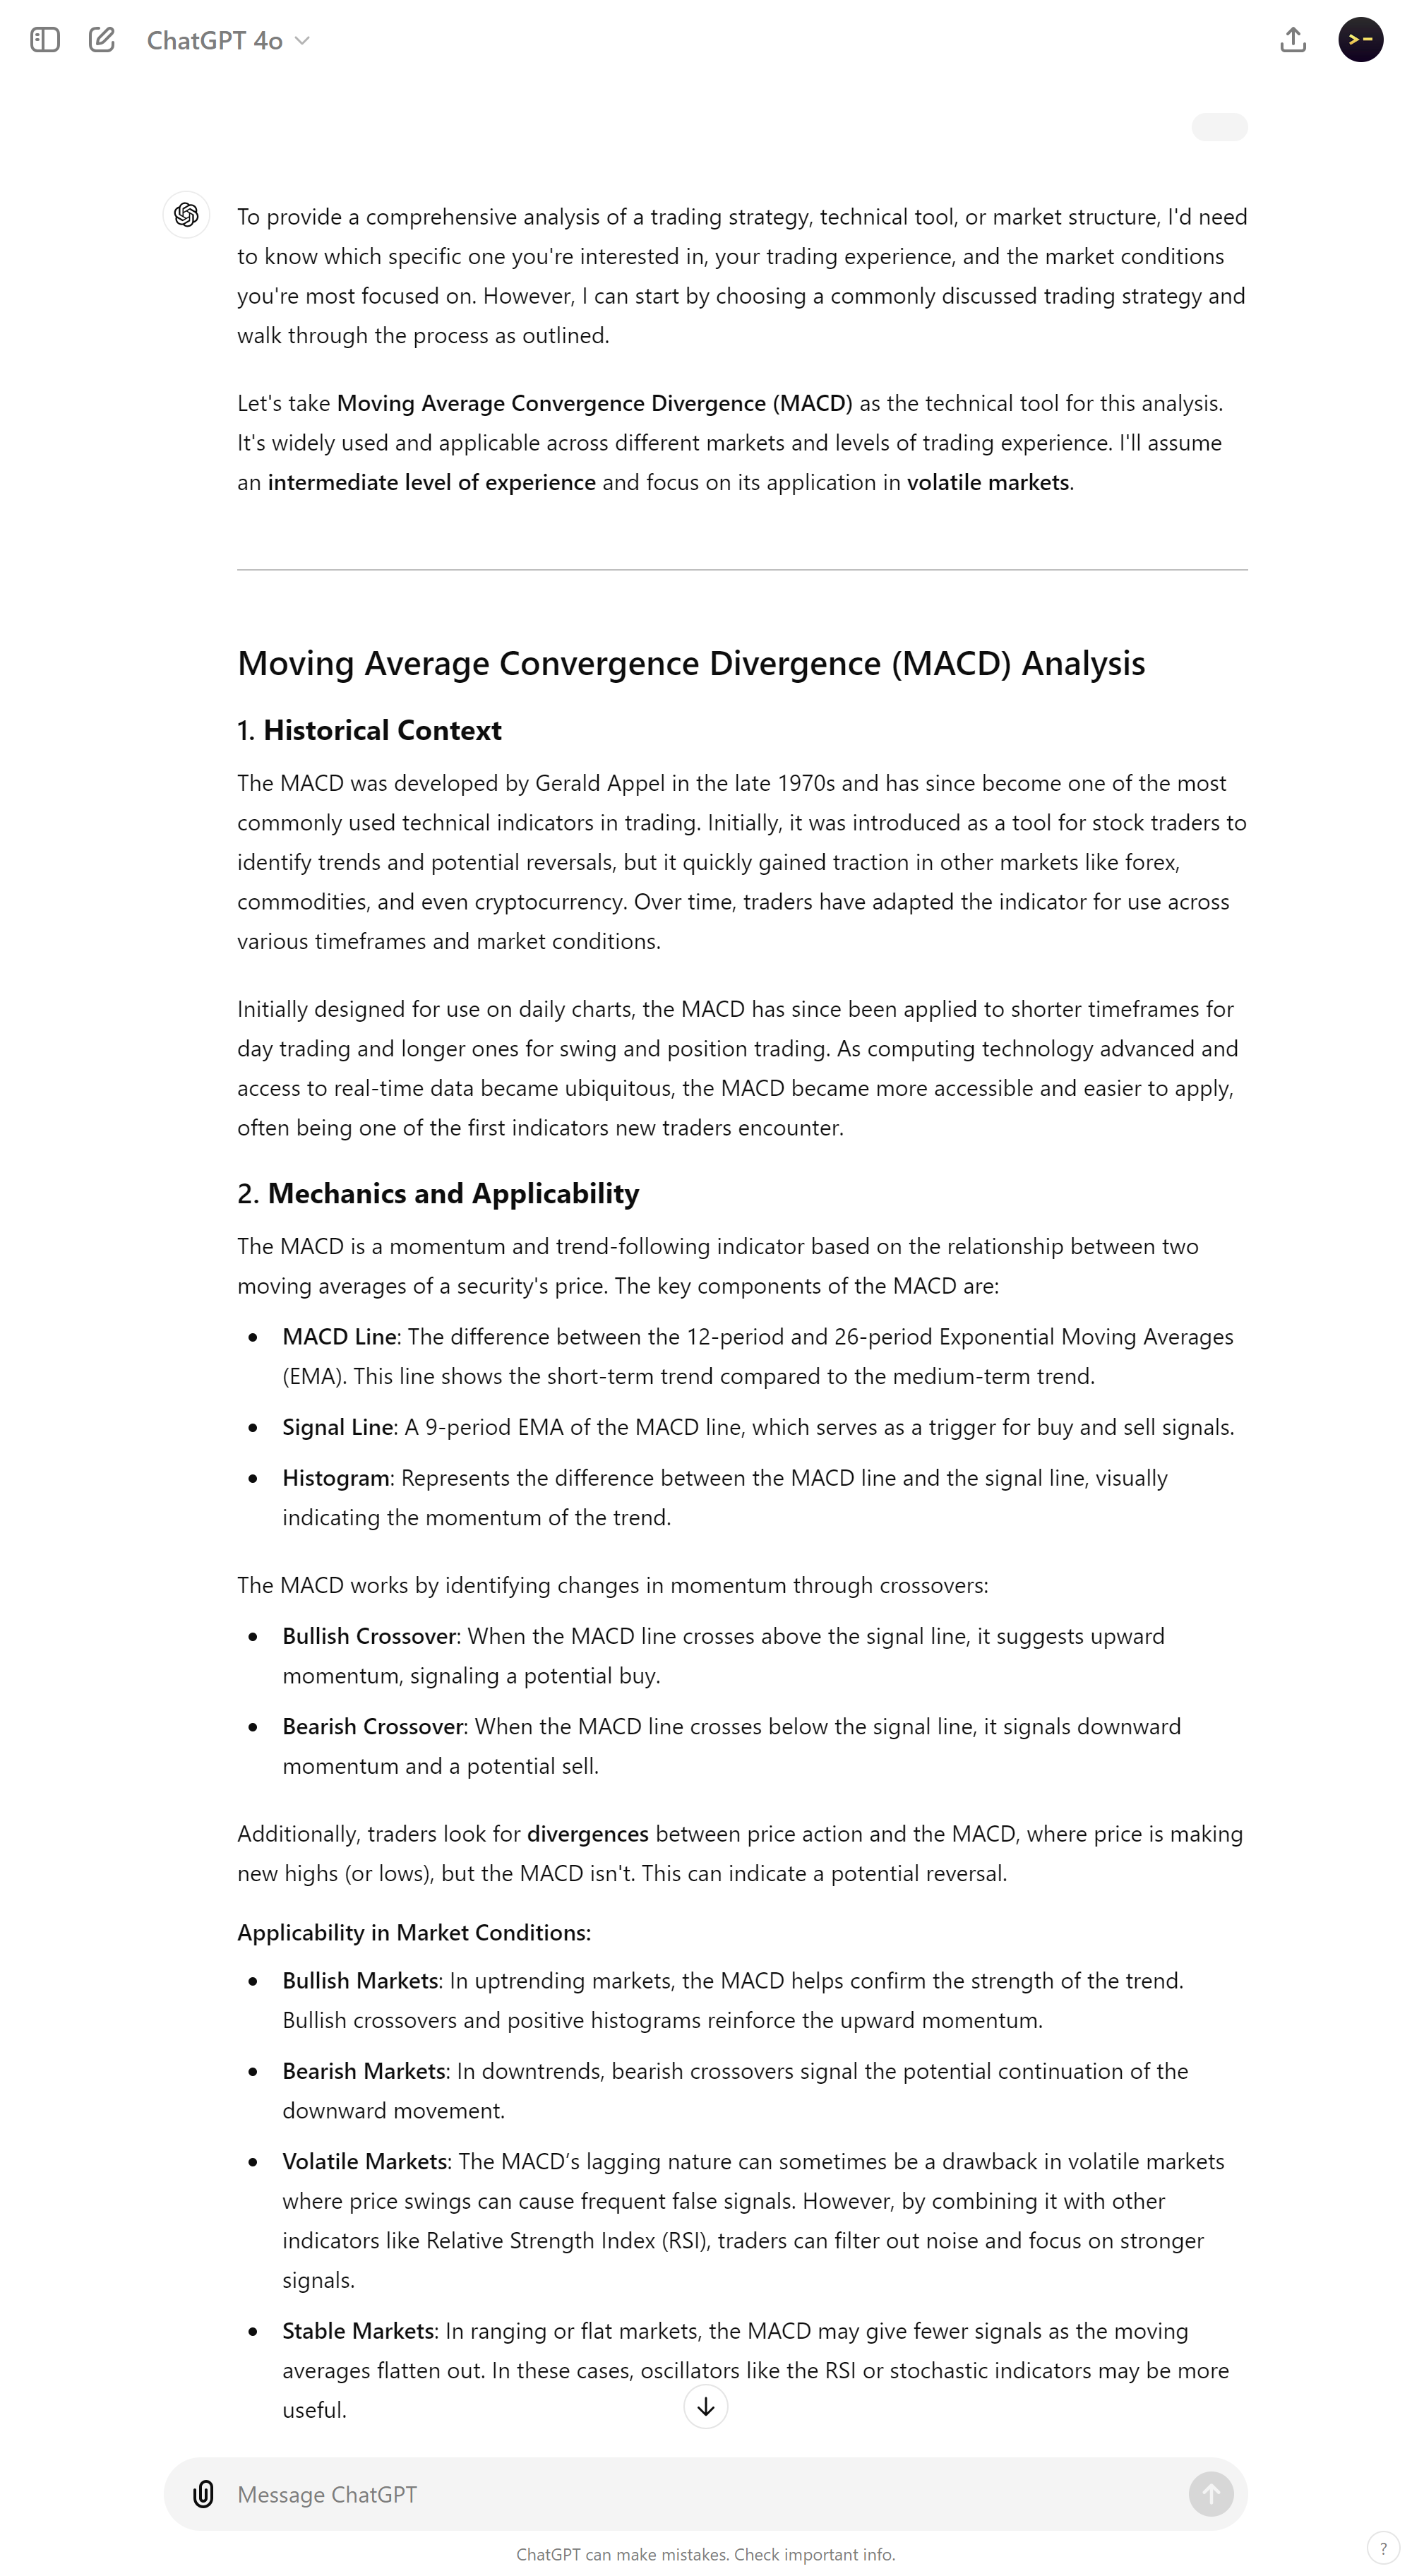 ChatGPT 4o
>-
To provide a comprehensive analysis of a trading strategy, technical tool, or market structure, I'd need
to know which specific one you're interested in, your trading experience, and the market conditions
you're most focused on. However, I can start by choosing a commonly discussed trading strategy and
walk through the process as outlined.
Let's take Moving Average Convergence Divergence (MACD) as the technical tool for this analysis.
It's widely used and applicable across different markets and levels of trading experience. I'll assume
an intermediate level of experience and focus on its application in volatile markets.
Moving Average Convergence Divergence (MACD) Analysis
1. Historical Context
The MACD was developed by Gerald Appel in the late 1970s and has since become one of the most
commonly used technical indicators in trading. Initially, it was introduced as a tool for stock traders to
identify trends and potential reversals, but it quickly gained traction in other markets like forex,
commodities, and even cryptocurrency. Over time, traders have adapted the indicator for use across
various timeframes and market conditions.
Initially designed for use on daily charts, the MACD has since been applied to shorter timeframes for
day trading and longer ones for swing and position trading. As computing technology advanced and
access to real-time data became ubiquitous, the MACD became more accessible and easier to apply,
often being one of the first indicators new traders encounter.
2. Mechanics and Applicability
The MACD is a momentum and trend-following indicator based on the relationship between two
moving averages of a security's price. The key components of the MACD are:
• MACD Line: The difference between the 12-period and 26-period Exponential Moving Averages
(EMA). This line shows the short-term trend compared to the medium-term trend.
• Signal Line: A 9-period EMA of the MACD line, which serves as a trigger for buy and sell signals.
• Histogram: Represents the difference between the MACD line and the signal line, visually
indicating the momentum of the trend.
The MACD works by identifying changes in momentum through crossovers:
• Bullish Crossover: When the MACD line crosses above the signal line, it suggests upward
momentum, signaling a potential buy.
• Bearish Crossover: When the MACD line crosses below the signal line, it signals downward
momentum and a potential sell.
Additionally, traders look for divergences between price action and the MACD, where price is making
new highs (or lows), but the MACD isn't. This can indicate a potential reversal.
Applicability in Market Conditions:
• Bullish Markets: In uptrending markets, the MACD helps confirm the strength of the trend.
Bullish crossovers and positive histograms reinforce the upward momentum.
• Bearish Markets: In downtrends, bearish crossovers signal the potential continuation of the
downward movement.
• Volatile Markets: The MACD’s lagging nature can sometimes be a drawback in volatile markets
where price swings can cause frequent false signals. However, by combining it with other
indicators like Relative Strength Index (RSI), traders can filter out noise and focus on stronger
signals.
• Stable Markets: In ranging or flat markets, the MACD may give fewer signals as the moving
averages flatten out. In these cases, oscillators like the RSI or stochastic indicators may be more
useful.
Message ChatGPT
ChatGPT can make mistakes. Check important info.
?